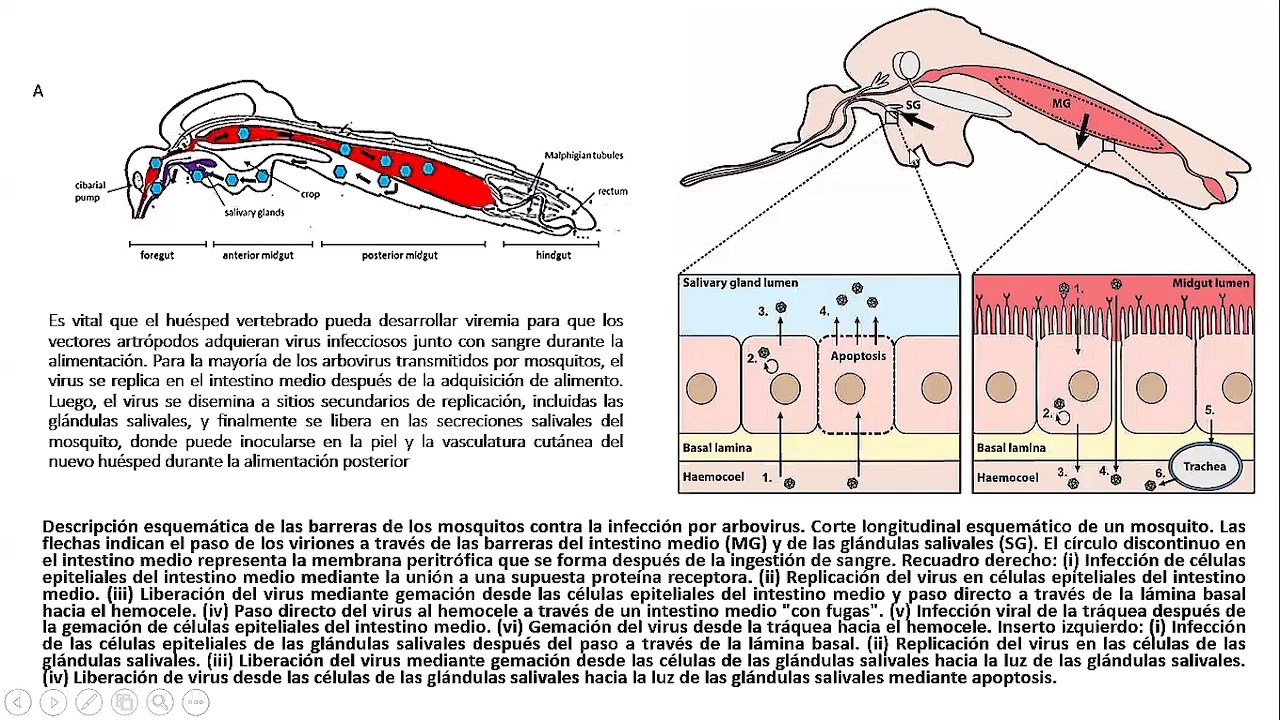 A
cibarial
pump
salivary glands
crop
Malphigian tubules
rectum
foregut
anterior midgut
posterior midgut
hindgut
Es vital que el huésped vertebrado pueda desarrollar viremia para que los
vectores artrópodos adquieran virus infecciosos junto con sangre durante la
alimentación. Para la mayoría de los arbovirus transmitidos por mosquitos, el
virus se replica en el intestino medio después de la adquisición de alimento.
Luego, el virus se disemina a sitios secundarios de replicación, incluidas las
glándulas salivales, y finalmente se libera en las secreciones salivales del
mosquito, donde puede inocularse en la piel y la vasculatura cutánea del
nuevo huésped durante la alimentación posterior
SG
MG
Salivary gland lumen
3.
4.
2.
Apoptosis
Basal lamina
Haemocoel
1.
Midgut lumen
1.
2.
5.
Basal lamina
Trachea
Haemocoel
3.
4.
6.
Descripción esquemática de las barreras de los mosquitos contra la infección por arbovirus. Corte longitudinal esquemático de un mosquito. Las
flechas indican el paso de los viriones a través de las barreras del intestino medio (MG) y de las glándulas salivales (SG). El círculo discontinuo en
el intestino medio representa la membrana peritrófica que se forma después de la ingestión de sangre. Recuadro derecho: (i) Infección de células
epiteliales del intestino medio mediante la unión a una supuesta proteína receptora. (ii) Replicación del virus en células epiteliales del intestino
medio. (iii) Liberación del virus mediante gemación desde las células epiteliales del intestino medio y paso directo a través de la lámina basal
hacia el hemocele. (iv) Paso directo del virus al hemocele a través de un intestino medio "con fugas". (v) Infección viral de la tráquea después de
la gemación de células epiteliales del intestino medio. (vi) Gemación del virus desde la tráquea hacia el hemocele. Inserto izquierdo: (i) Infección
de las células epiteliales de las glándulas salivales después del paso a través de la lámina basal. (ii) Replicación del virus en las células de las
glándulas salivales. (iii) Liberación del virus mediante gemación desde las células de las glándulas salivales hacia la luz de las glándulas salivales.
(iv) Liberación de virus desde las células de las glándulas salivales hacia la luz de las glándulas salivales mediante apoptosis.